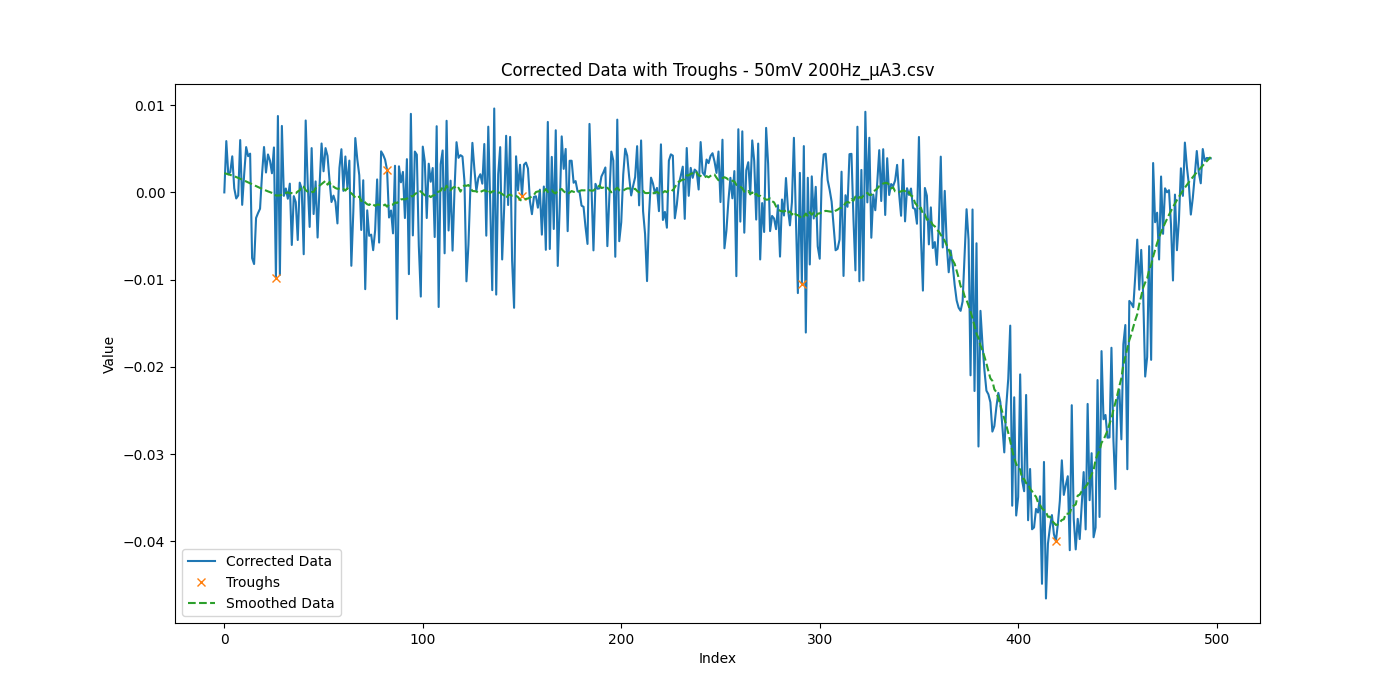 Corrected Data with Troughs - 50mV 200Hz_μA3.csv
Value
0.01
0.00
−0.01
−0.02
−0.03
−0.04
Corrected Data
Troughs
Smoothed Data
0 100 200 300 400 500
Index